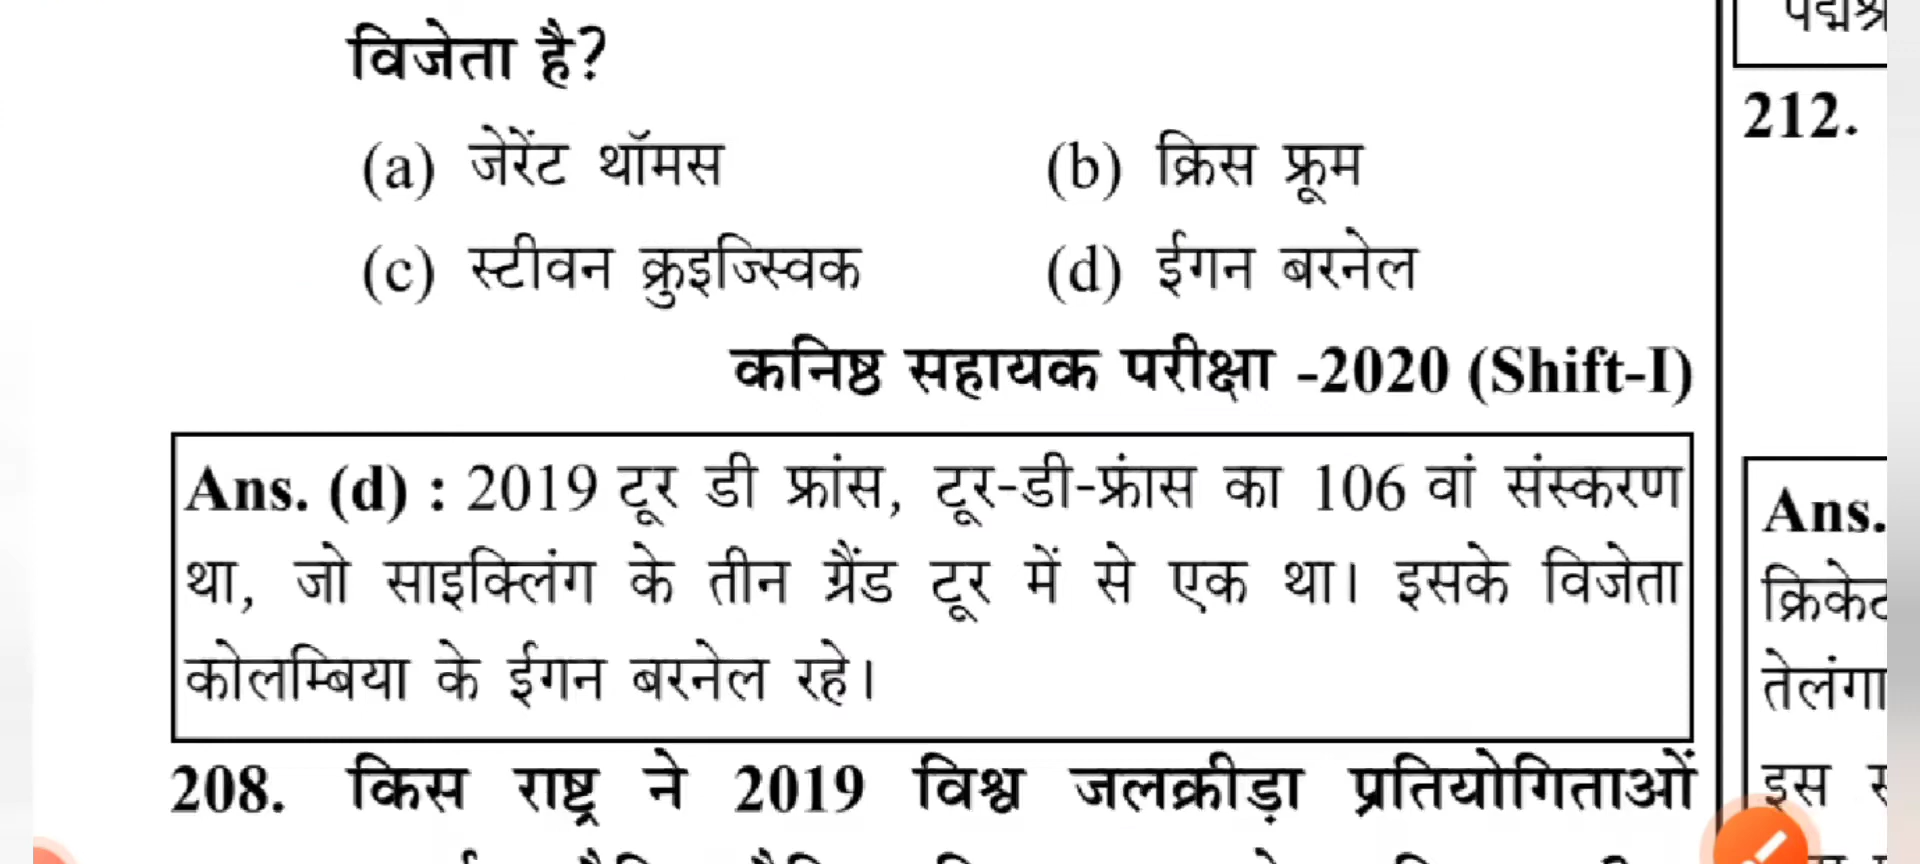 विजेता है?
(a) जेरेंट थॉमस (b) क्रिस फ्रूम
(c) स्टीवन क्रुइज्स्विक (d) ईगन बरनेल
कनिष्ठ सहायक परीक्षा -2020 (Shift-I)
Ans. (d) : 2019 टूर डी फ्रांस, टूर-डी-फ्रांस का 106 वां संस्करण
था, जो साइक्लिंग के तीन ग्रैंड टूर में से एक था। इसके विजेता
कोलम्बिया के ईगन बरनेल रहे।
208. किस राष्ट्र ने 2019 विश्व जलक्रीड़ा प्रतियोगिताओं
212.
Ans.
इस